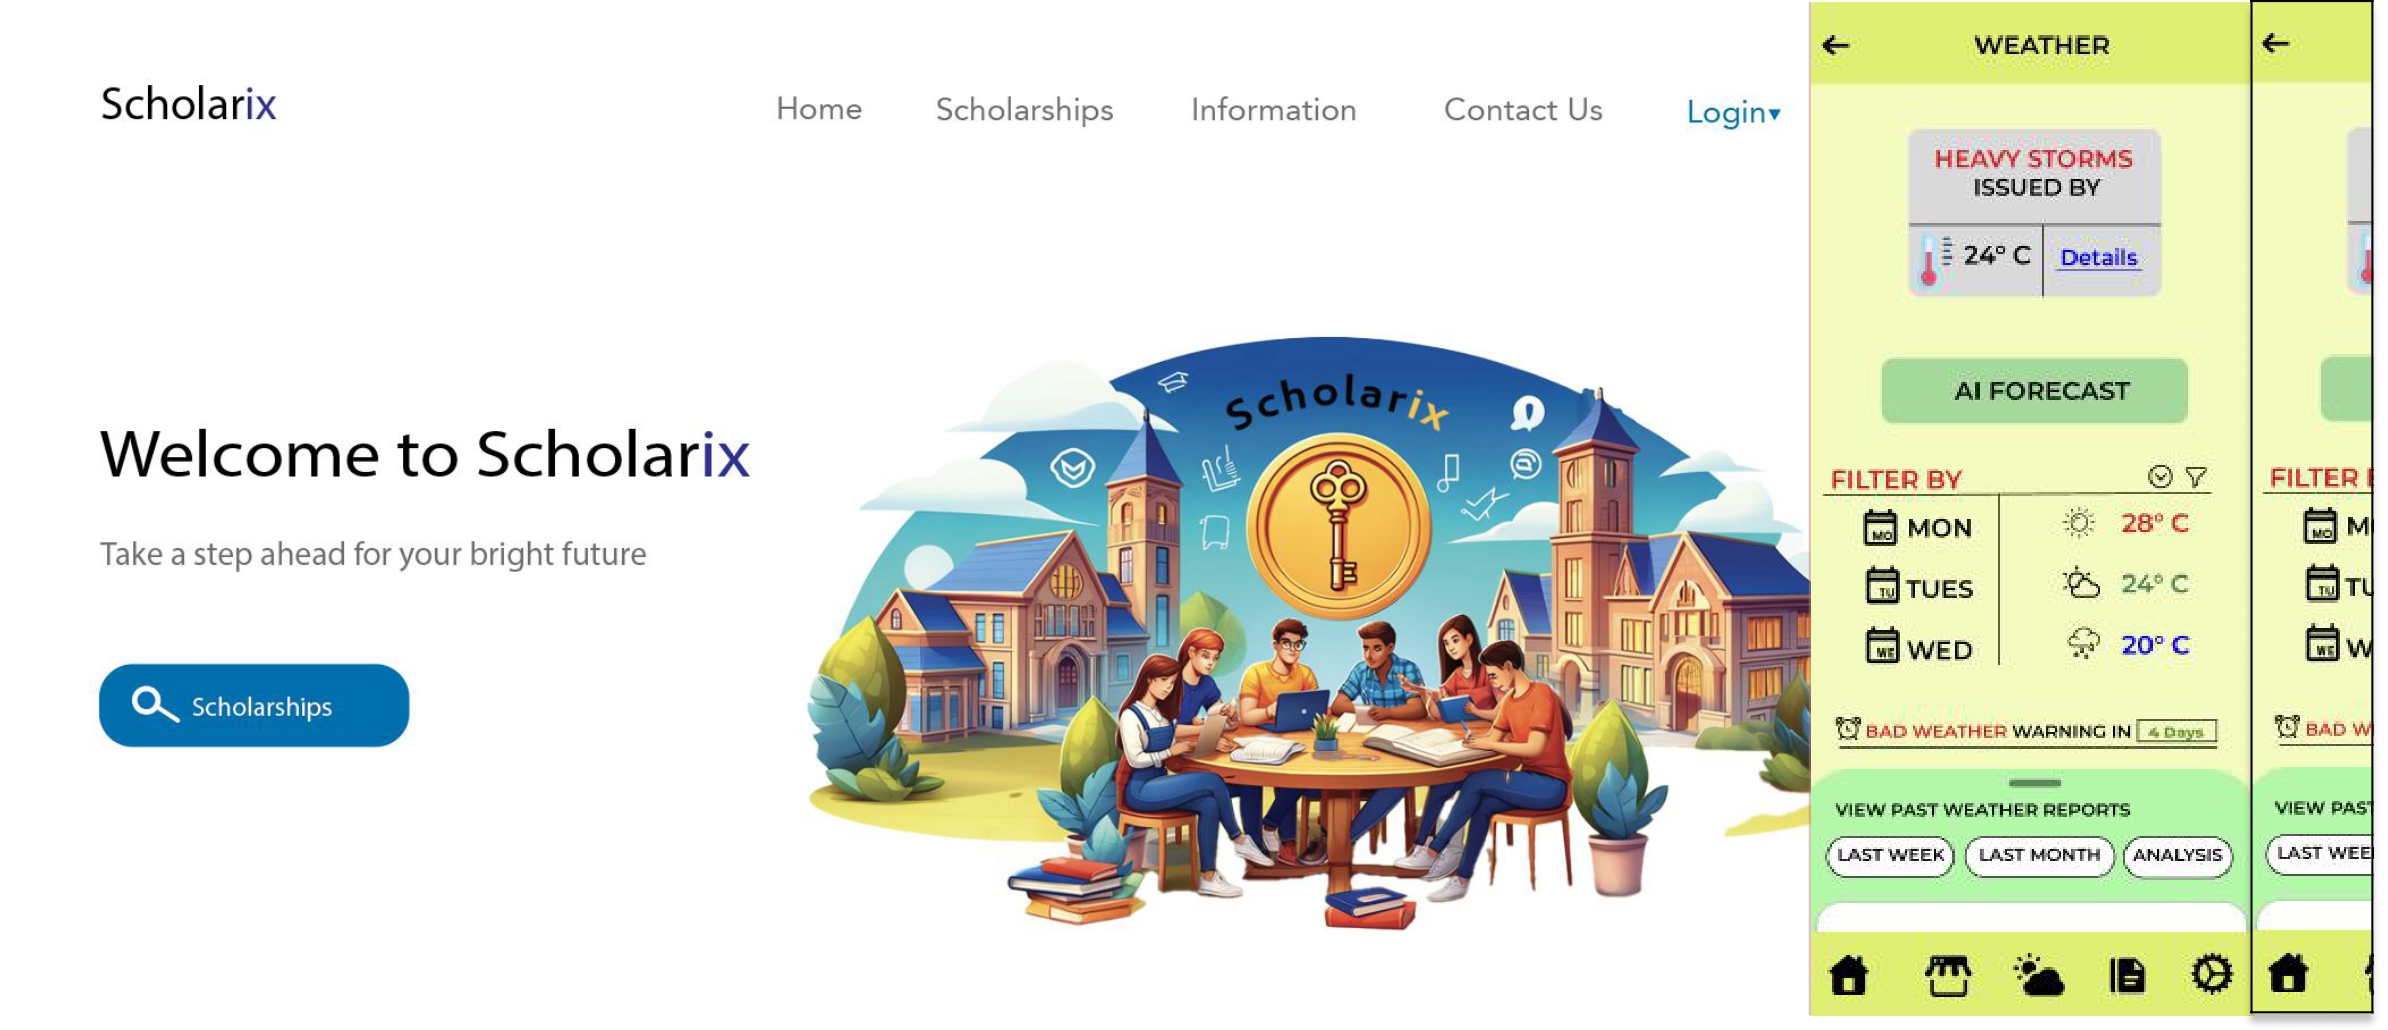 Scholarix
Home Scholarships Information Contact Us Login▾
Welcome to Scholarix
Take a step ahead for your bright future
Scholarships
Scholarix
WEATHER
HEAVY STORMS
ISSUED BY
24° C Details
AI FORECAST
FILTER BY
MO MON 28° C
TU TUES 24° C
WE WED 20° C
BAD WEATHER WARNING IN 4 Days
VIEW PAST WEATHER REPORTS
LAST WEEK LAST MONTH ANALYSIS
FILTER
MO
TU
WE
BAD
VIEW PAST
LAST